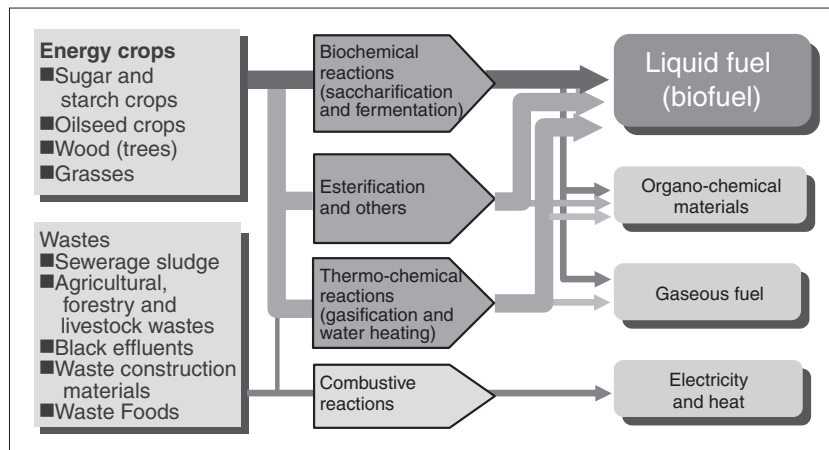 Energy crops
■Sugar and
starch crops
■Oilseed crops
■Wood (trees)
■Grasses
Wastes
■Sewerage sludge
■Agricultural,
forestry and
livestock wastes
■Black effluents
■Waste construction
materials
■Waste Foods
Biochemical
reactions
(saccharification
and fermentation)
Esterification
and others
Thermo-chemical
reactions
(gasification and
water heating)
Combustive
reactions
Liquid fuel
(biofuel)
Organo-chemical
materials
Gaseous fuel
Electricity
and heat